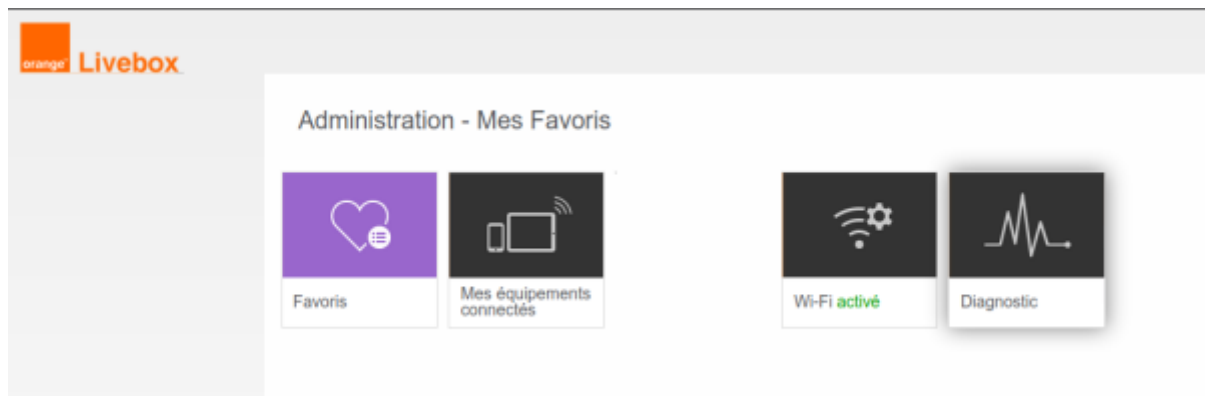 orange
Livebox
Administration - Mes Favoris
Favoris
Mes équipements
connectés
Wi-Fi activé
Diagnostic